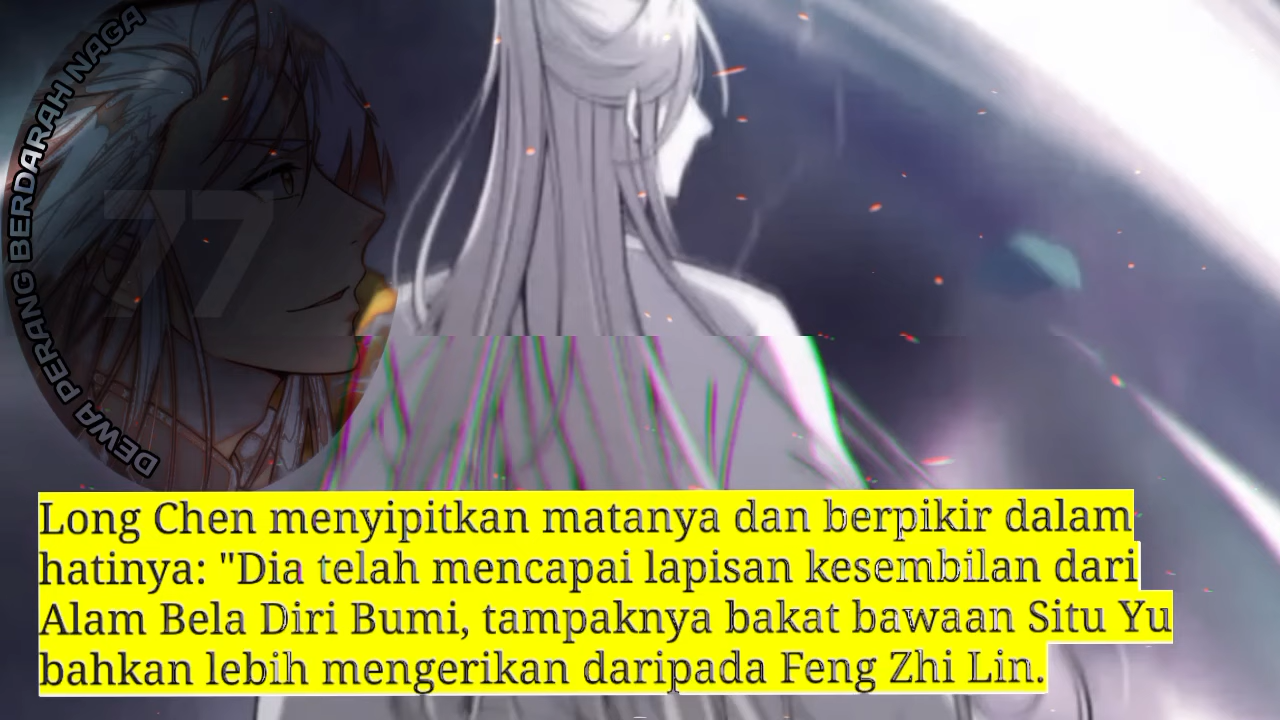 DEWA PERANG BERDARAH NAGA
77
Long Chen menyipitkan matanya dan berpikir dalam
hatinya: "Dia telah mencapai lapisan kesembilan dari
Alam Bela Diri Bumi, tampaknya bakat bawaan Situ Yu
bahkan lebih mengerikan daripada Feng Zhi Lin.